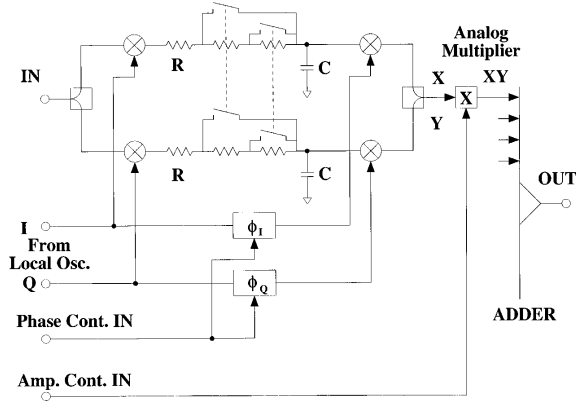 Analog
Multiplier
IN
R
C
X
XY
X
Y
R
C
OUT
I
From
Local Osc.
Q
ϕI
ϕQ
ADDER
Phase Cont. IN
Amp. Cont. IN